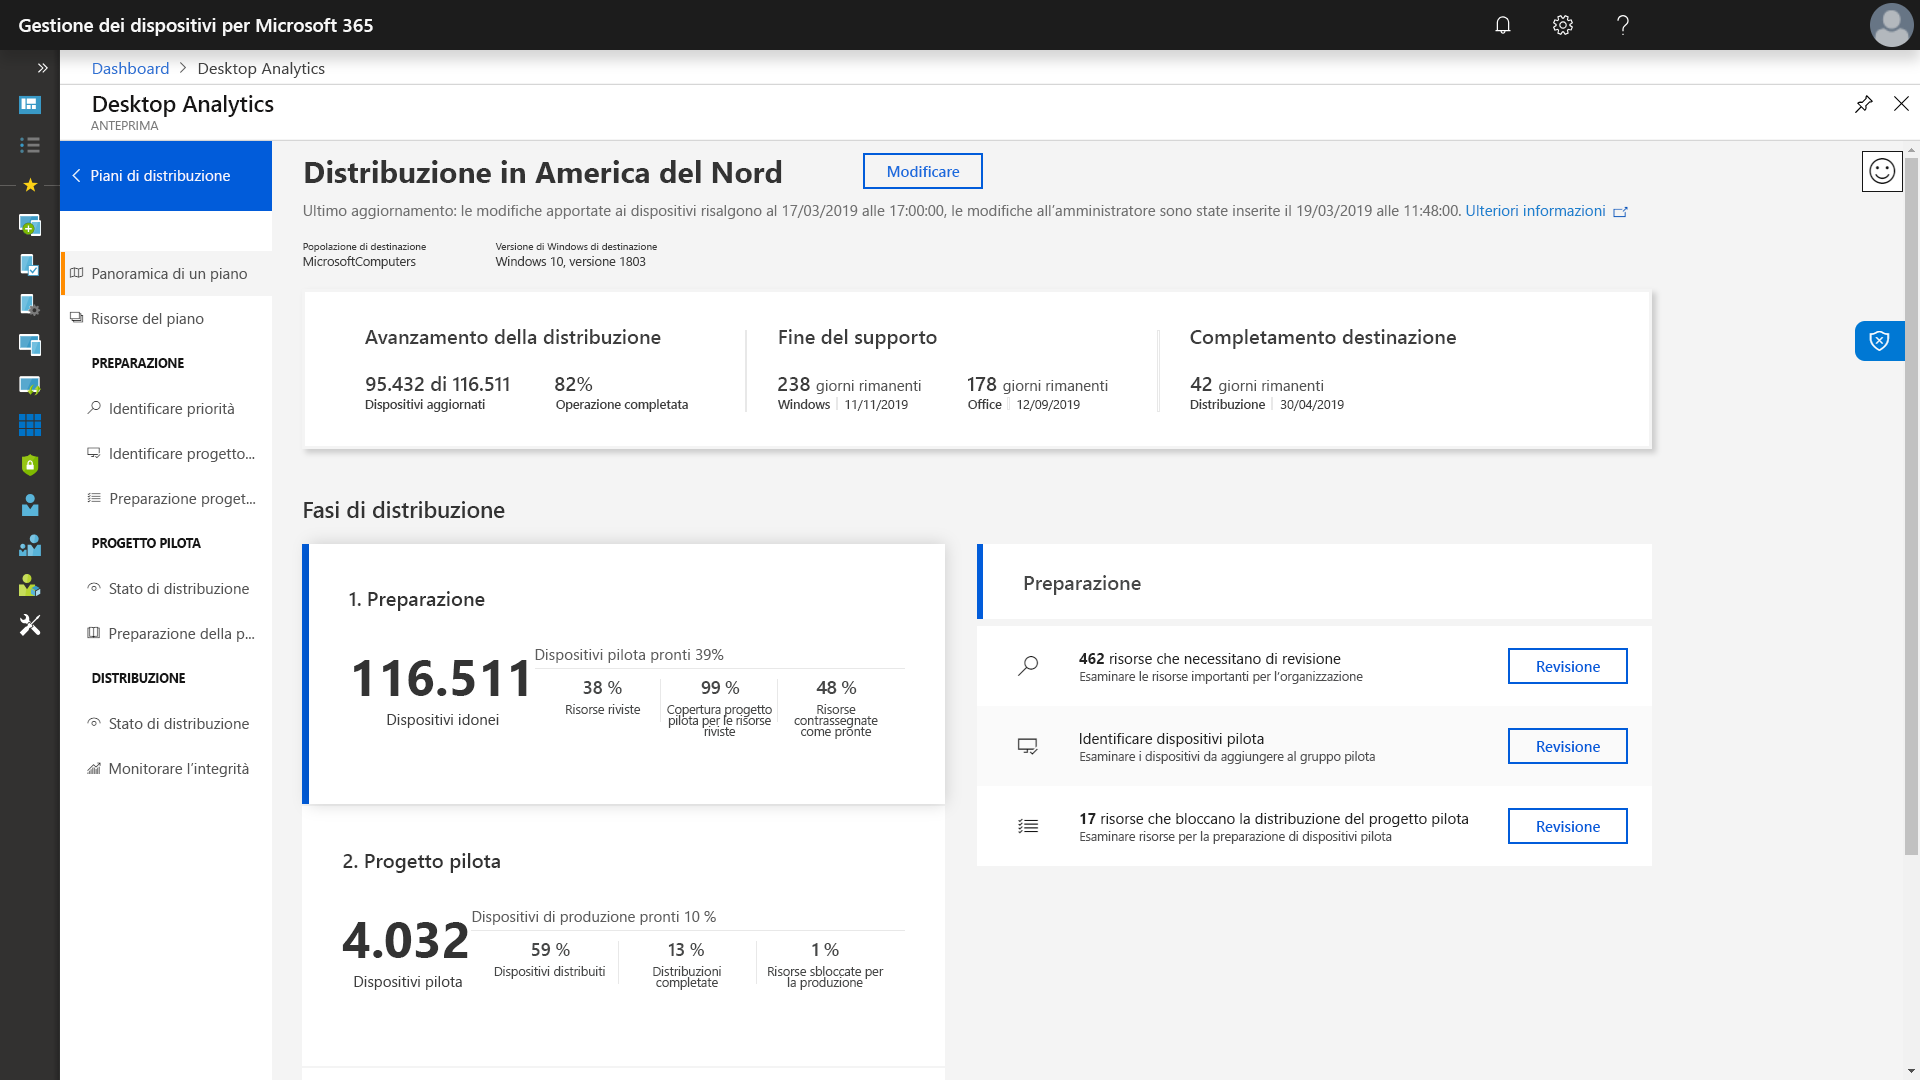 Gestione dei dispositivi per Microsoft 365
Dashboard > Desktop Analytics
Desktop Analytics
ANTEPRIMA
Piani di distribuzione
Panoramica di un piano
Risorse del piano
PREPARAZIONE
Identificare priorità
Identificare progetto...
Preparazione proget...
PROGETTO PILOTA
Stato di distribuzione
Preparazione della p...
DISTRIBUZIONE
Stato di distribuzione
Monitorare l'integrità
Distribuzione in America del Nord
Modificare
Ultimo aggiornamento: le modifiche apportate ai dispositivi risalgono al 17/03/2019 alle 17:00:00, le modifiche all'amministratore sono state inserite il 19/03/2019 alle 11:48:00. Ulteriori informazioni
Popolazione di destinazione
MicrosoftComputers
Versione di Windows di destinazione
Windows 10, versione 1803
Avanzamento della distribuzione
95.432 di 116.511
Dispositivi aggiornati
82%
Operazione completata
Fine del supporto
238 giorni rimanenti
Windows 11/11/2019
178 giorni rimanenti
Office 12/09/2019
Completamento destinazione
42 giorni rimanenti
Distribuzione 30/04/2019
Fasi di distribuzione
1. Preparazione
116.511
Dispositivi idonei
Dispositivi pilota pronti 39%
38 %
Risorse riviste
99 %
Copertura progetto
pilota per le risorse
riviste
48 %
Risorse
contrassegnate
come pronte
2. Progetto pilota
4.032
Dispositivi pilota
Dispositivi di produzione pronti 10 %
59 %
Dispositivi distribuiti
13 %
Distribuzioni
completate
1 %
Risorse sbloccate per
la produzione
Preparazione
462 risorse che necessitano di revisione
Esaminare le risorse importanti per l'organizzazione
Revisione
Identificare dispositivi pilota
Esaminare i dispositivi da aggiungere al gruppo pilota
Revisione
17 risorse che bloccano la distribuzione del progetto pilota
Esaminare risorse per la preparazione di dispositivi pilota
Revisione